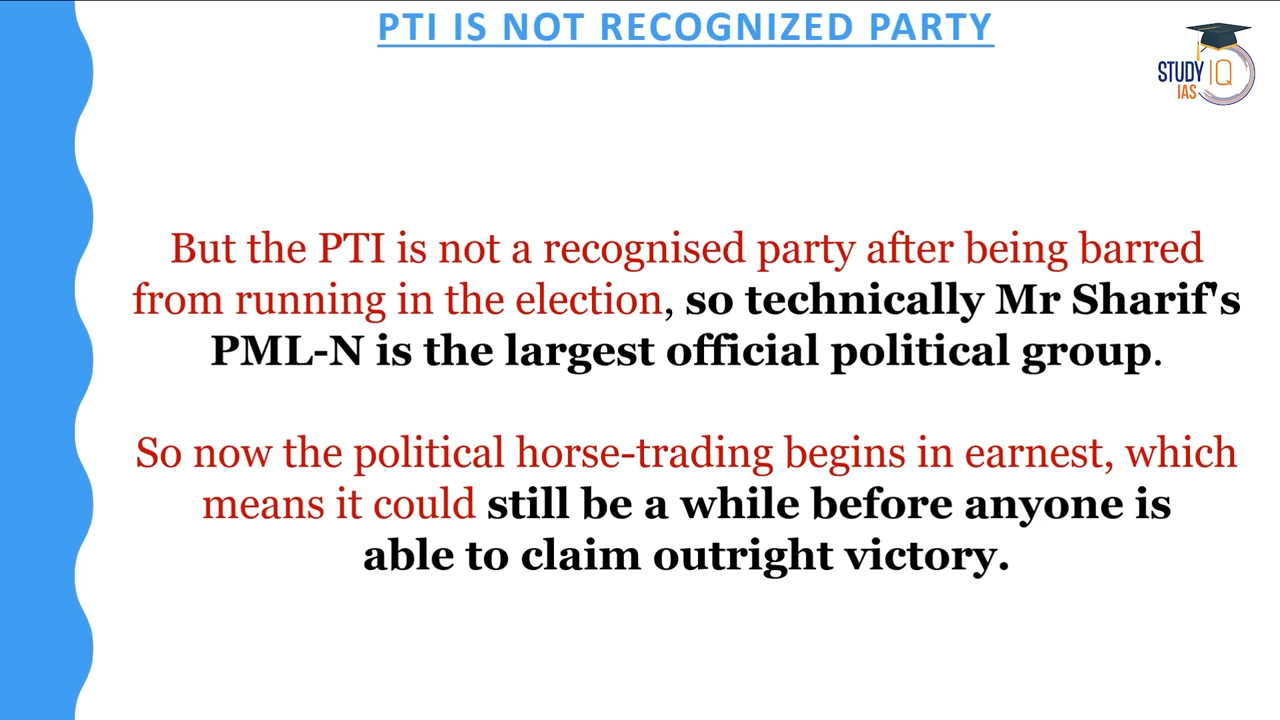 PTI IS NOT RECOGNIZED PARTY
STUDY IQ
IAS
But the PTI is not a recognised party after being barred
from running in the election, so technically Mr Sharif's
PML-N is the largest official political group.
So now the political horse-trading begins in earnest, which
means it could still be a while before anyone is
able to claim outright victory.